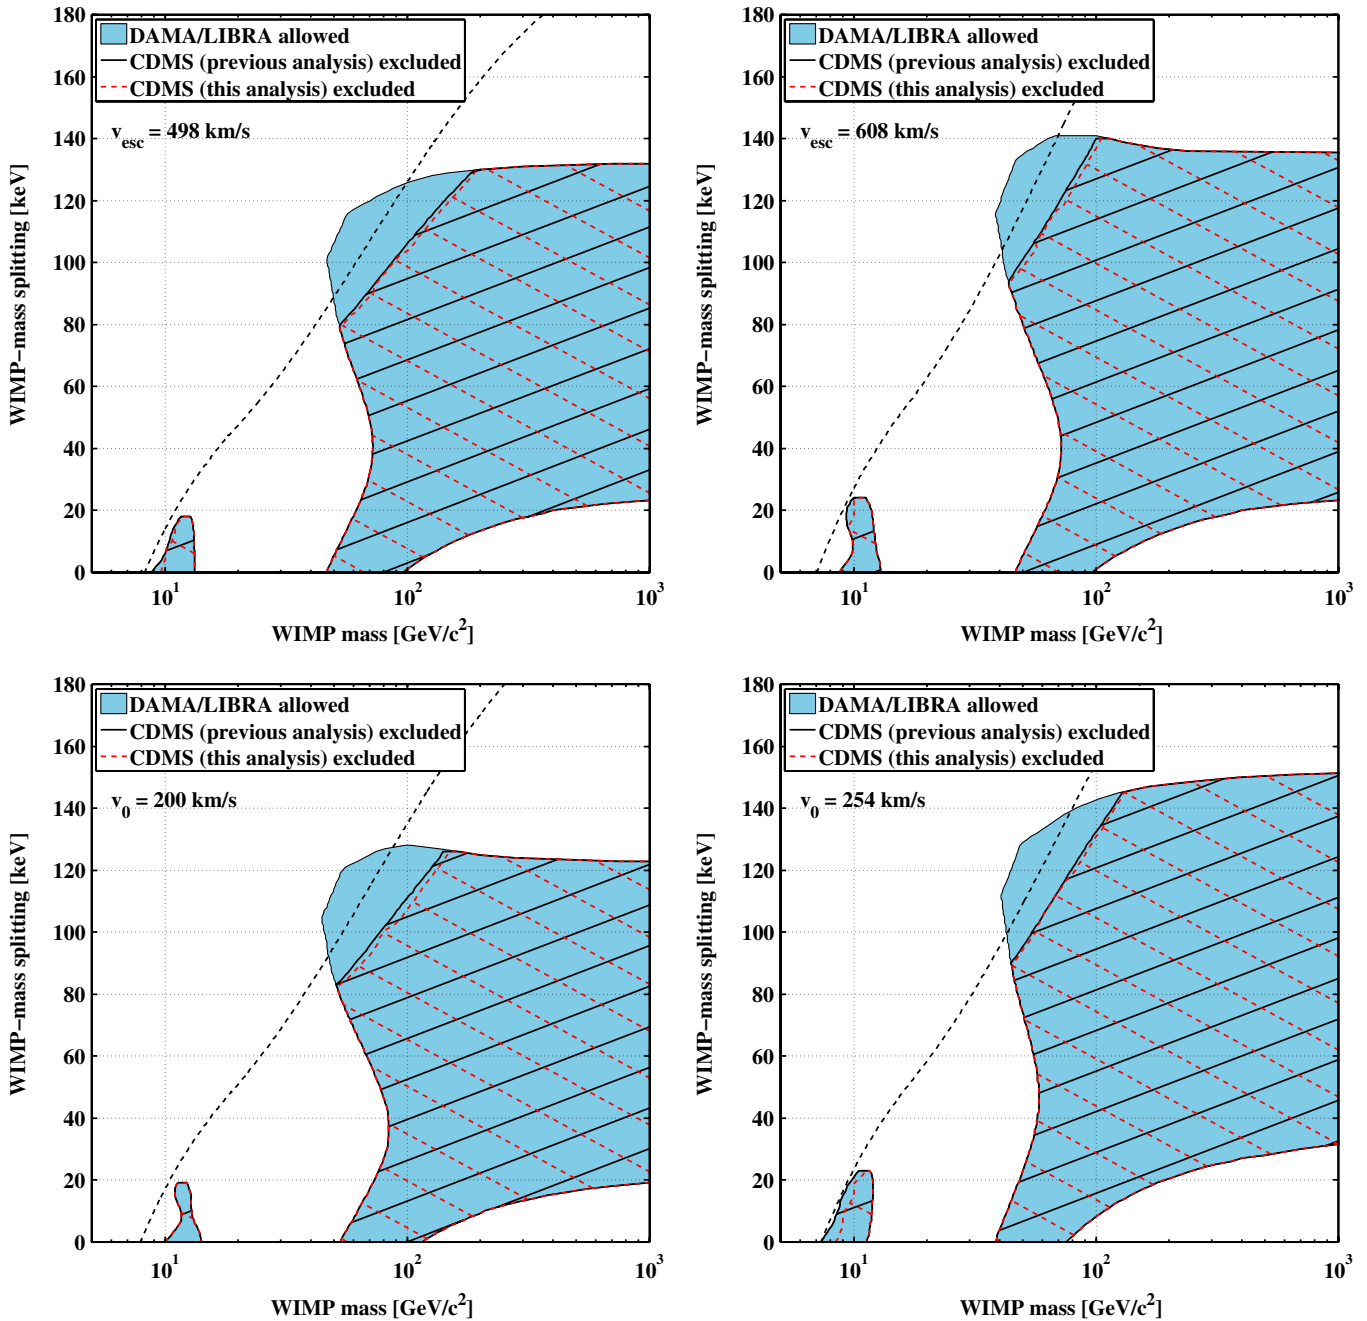 180
160
140
120
100
80
60
40
20
0
WIMP−mass splitting [keV]
DAMA/LIBRA allowed
CDMS (previous analysis) excluded
CDMS (this analysis) excluded
v_esc = 498 km/s
10^1
10^2
10^3
WIMP mass [GeV/c^2]
180
160
140
120
100
80
60
40
20
0
WIMP−mass splitting [keV]
DAMA/LIBRA allowed
CDMS (previous analysis) excluded
CDMS (this analysis) excluded
v_esc = 608 km/s
10^1
10^2
10^3
WIMP mass [GeV/c^2]
180
160
140
120
100
80
60
40
20
0
WIMP−mass splitting [keV]
DAMA/LIBRA allowed
CDMS (previous analysis) excluded
CDMS (this analysis) excluded
v_0 = 200 km/s
10^1
10^2
10^3
WIMP mass [GeV/c^2]
180
160
140
120
100
80
60
40
20
0
WIMP−mass splitting [keV]
DAMA/LIBRA allowed
CDMS (previous analysis) excluded
CDMS (this analysis) excluded
v_0 = 254 km/s
10^1
10^2
10^3
WIMP mass [GeV/c^2]